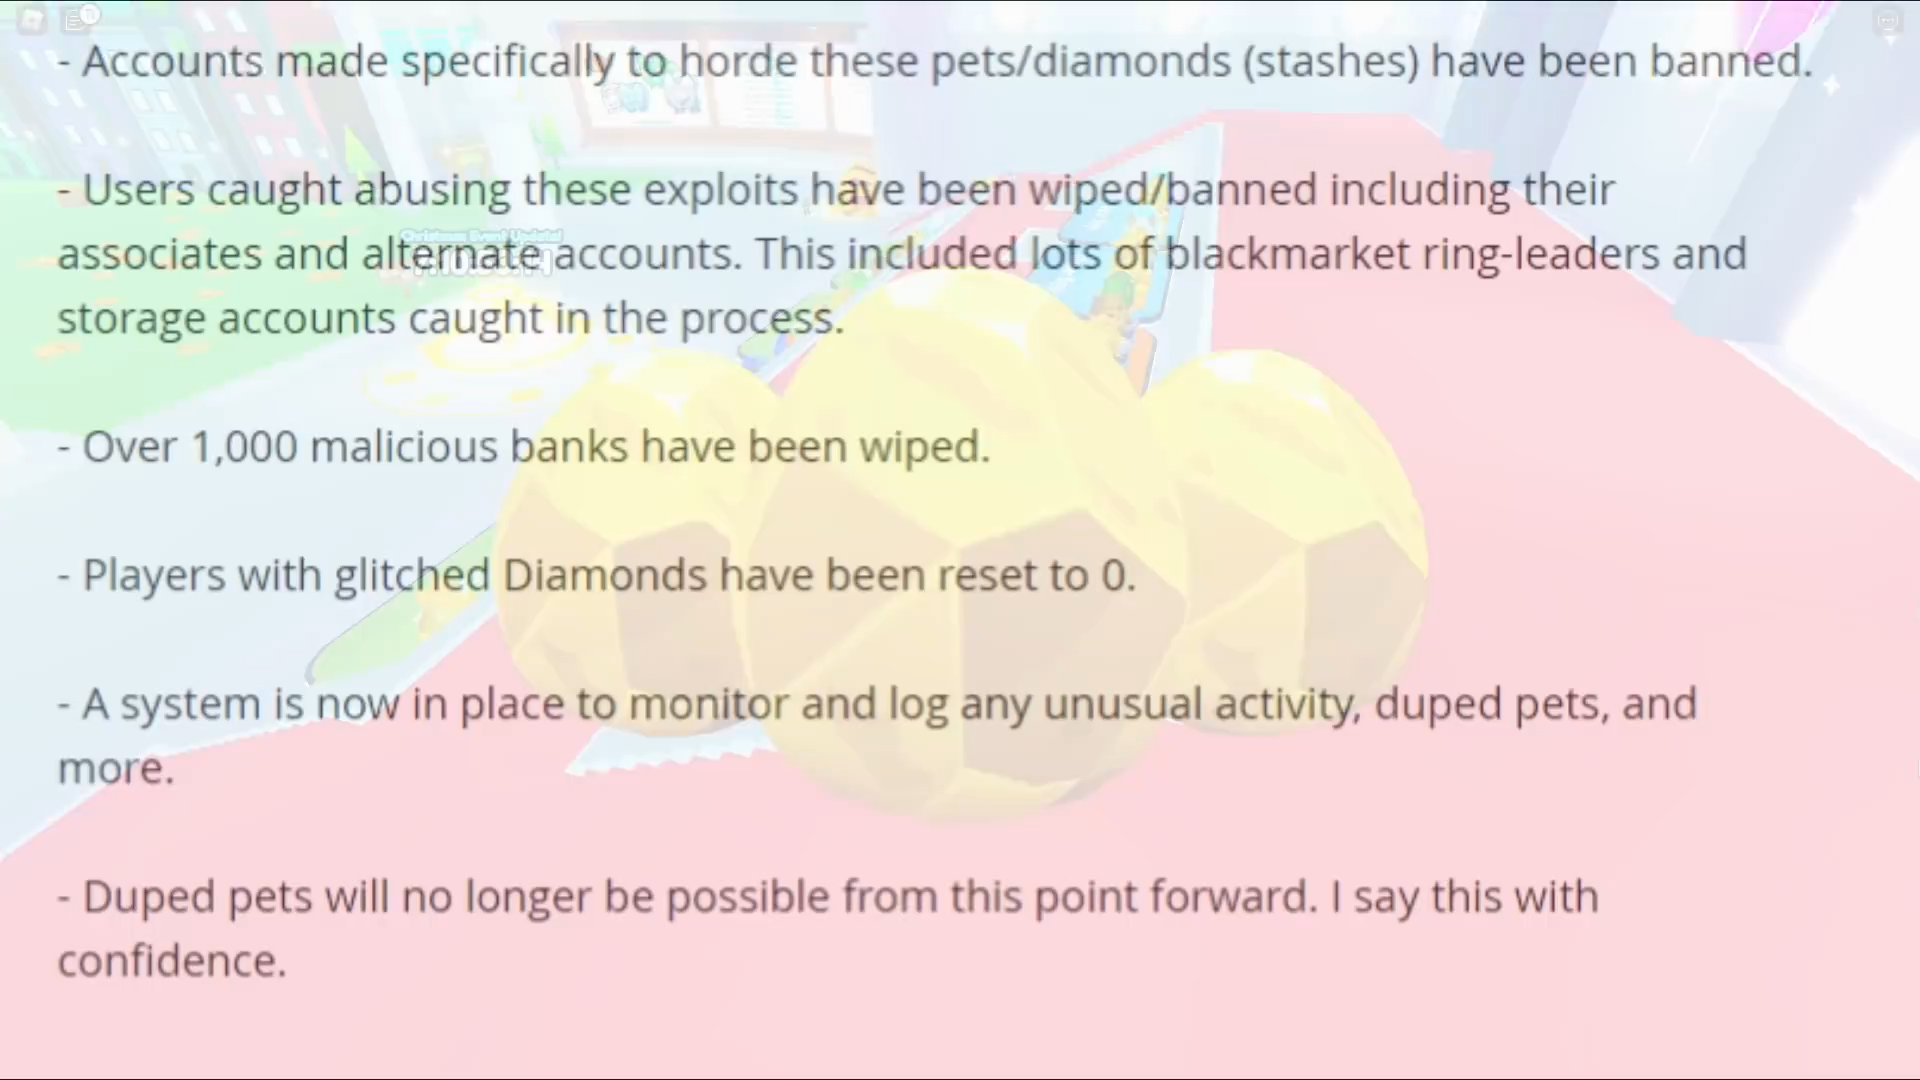 - Accounts made specifically to horde these pets/diamonds (stashes) have been banned.
- Users caught abusing these exploits have been wiped/banned including their
associates and alternate accounts. This included lots of blackmarket ring-leaders and
storage accounts caught in the process.
- Over 1,000 malicious banks have been wiped.
- Players with glitched Diamonds have been reset to 0.
- A system is now in place to monitor and log any unusual activity, duped pets, and
more.
- Duped pets will no longer be possible from this point forward. I say this with
confidence.
Christmas Event Update!